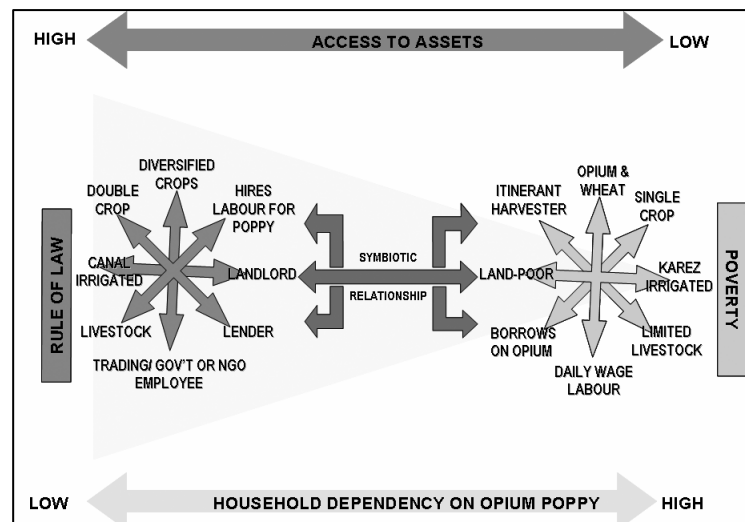 HIGH
ACCESS TO ASSETS
LOW
RULE OF LAW
DIVERSIFIED
CROPS
DOUBLE
CROP
HIRES
LABOUR FOR
POPPY
CANAL
IRRIGATED
LANDLORD
LIVESTOCK
LENDER
TRADING/ GOV'T OR NGO
EMPLOYEE
SYMBIOTIC
RELATIONSHIP
OPIUM &
WHEAT
ITINERANT
HARVESTER
SINGLE
CROP
LAND-POOR
KAREZ
IRRIGATED
BORROWS
ON OPIUM
LIMITED
LIVESTOCK
DAILY WAGE
LABOUR
POVERTY
LOW
HOUSEHOLD DEPENDENCY ON OPIUM POPPY
HIGH